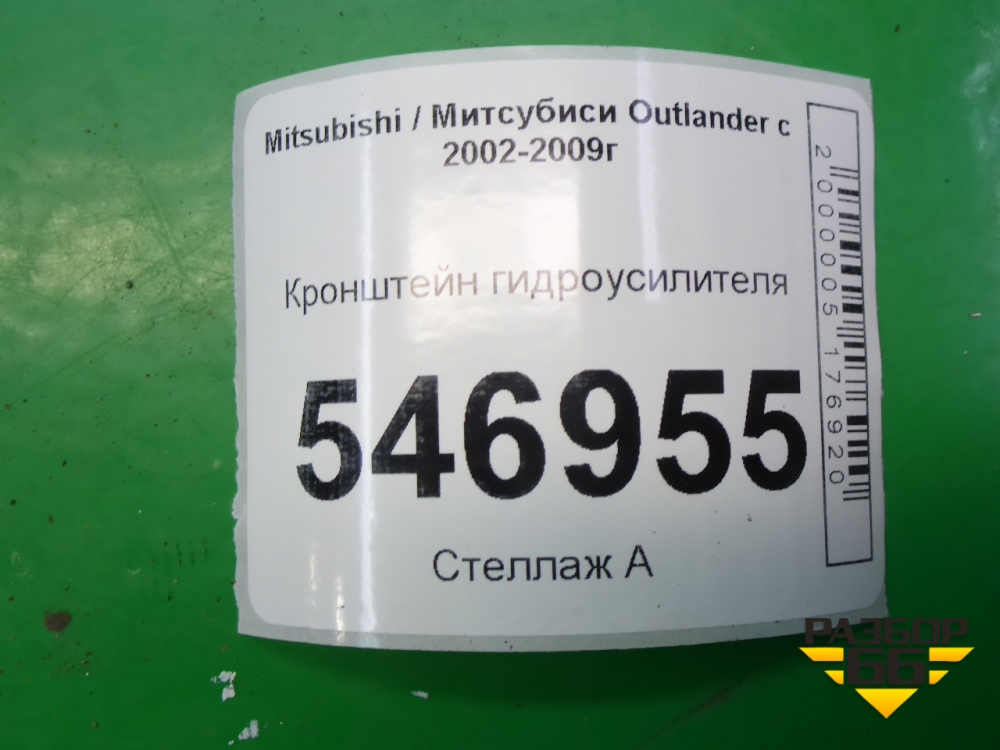 Mitsubishi / Митсубиси Outlander с
2002-2009г
Кронштейн гидроусилителя
546955
Стеллаж А
2000005176920
РАЗБОР
66